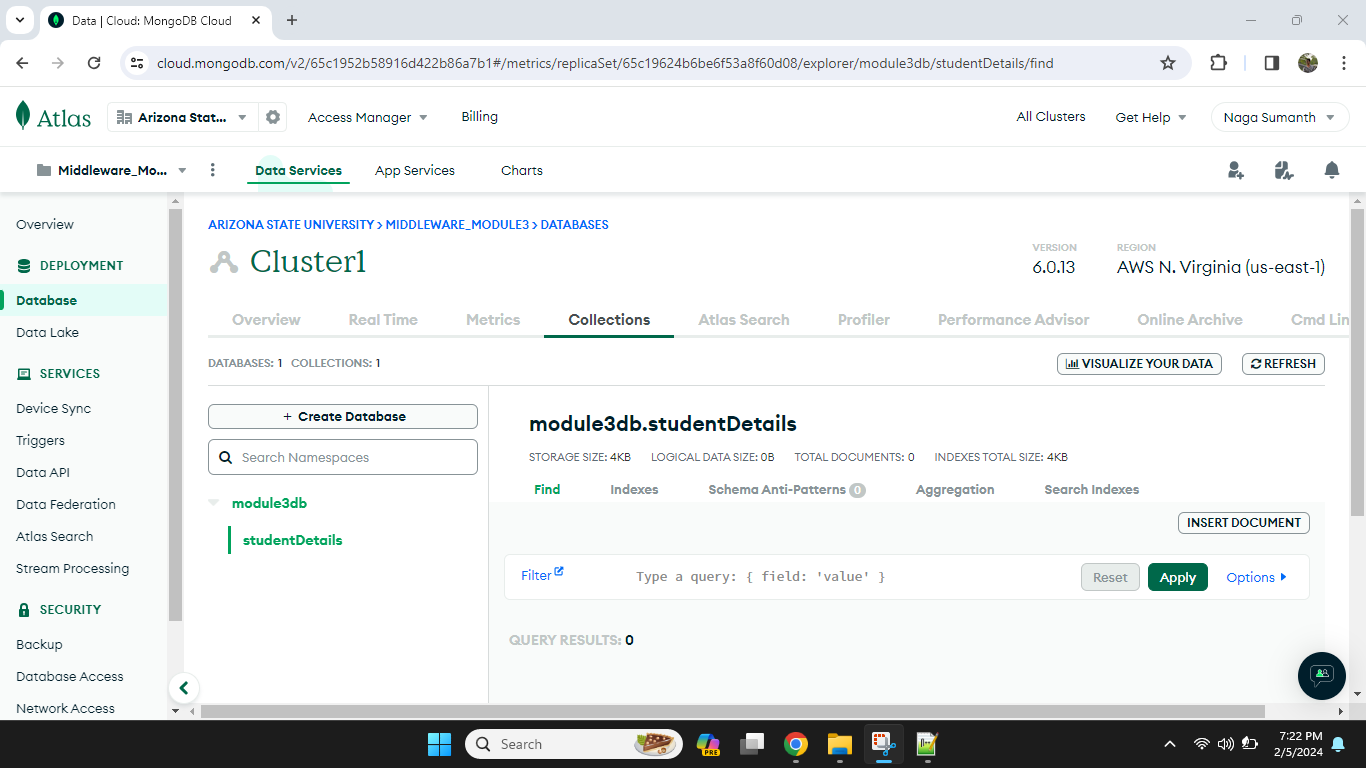 Data | Cloud: MongoDB Cloud
cloud.mongodb.com/v2/65c1952b58916d422b86a7b1#/metrics/replicaSet/65c19624b6be6f53a8f60d08/explorer/module3db/studentDetails/find
Atlas
Arizona Stat...
Access Manager
Billing
All Clusters
Get Help
Naga Sumanth
Middleware_Mo...
Data Services
App Services
Charts
Overview
DEPLOYMENT
Database
Data Lake
SERVICES
Device Sync
Triggers
Data API
Data Federation
Atlas Search
Stream Processing
SECURITY
Backup
Database Access
Network Access
ARIZONA STATE UNIVERSITY > MIDDLEWARE_MODULE3 > DATABASES
Cluster1
VERSION
6.0.13
REGION
AWS N. Virginia (us-east-1)
Overview
Real Time
Metrics
Collections
Atlas Search
Profiler
Performance Advisor
Online Archive
Cmd Lin
DATABASES: 1 COLLECTIONS: 1
VISUALIZE YOUR DATA
REFRESH
+ Create Database
Search Namespaces
module3db
studentDetails
module3db.studentDetails
STORAGE SIZE: 4KB LOGICAL DATA SIZE: 0B TOTAL DOCUMENTS: 0 INDEXES TOTAL SIZE: 4KB
Find
Indexes
Schema Anti-Patterns 0
Aggregation
Search Indexes
INSERT DOCUMENT
Filter
Type a query: { field: 'value' }
Reset
Apply
Options
QUERY RESULTS: 0
Search
PRE
7:22 PM
2/5/2024